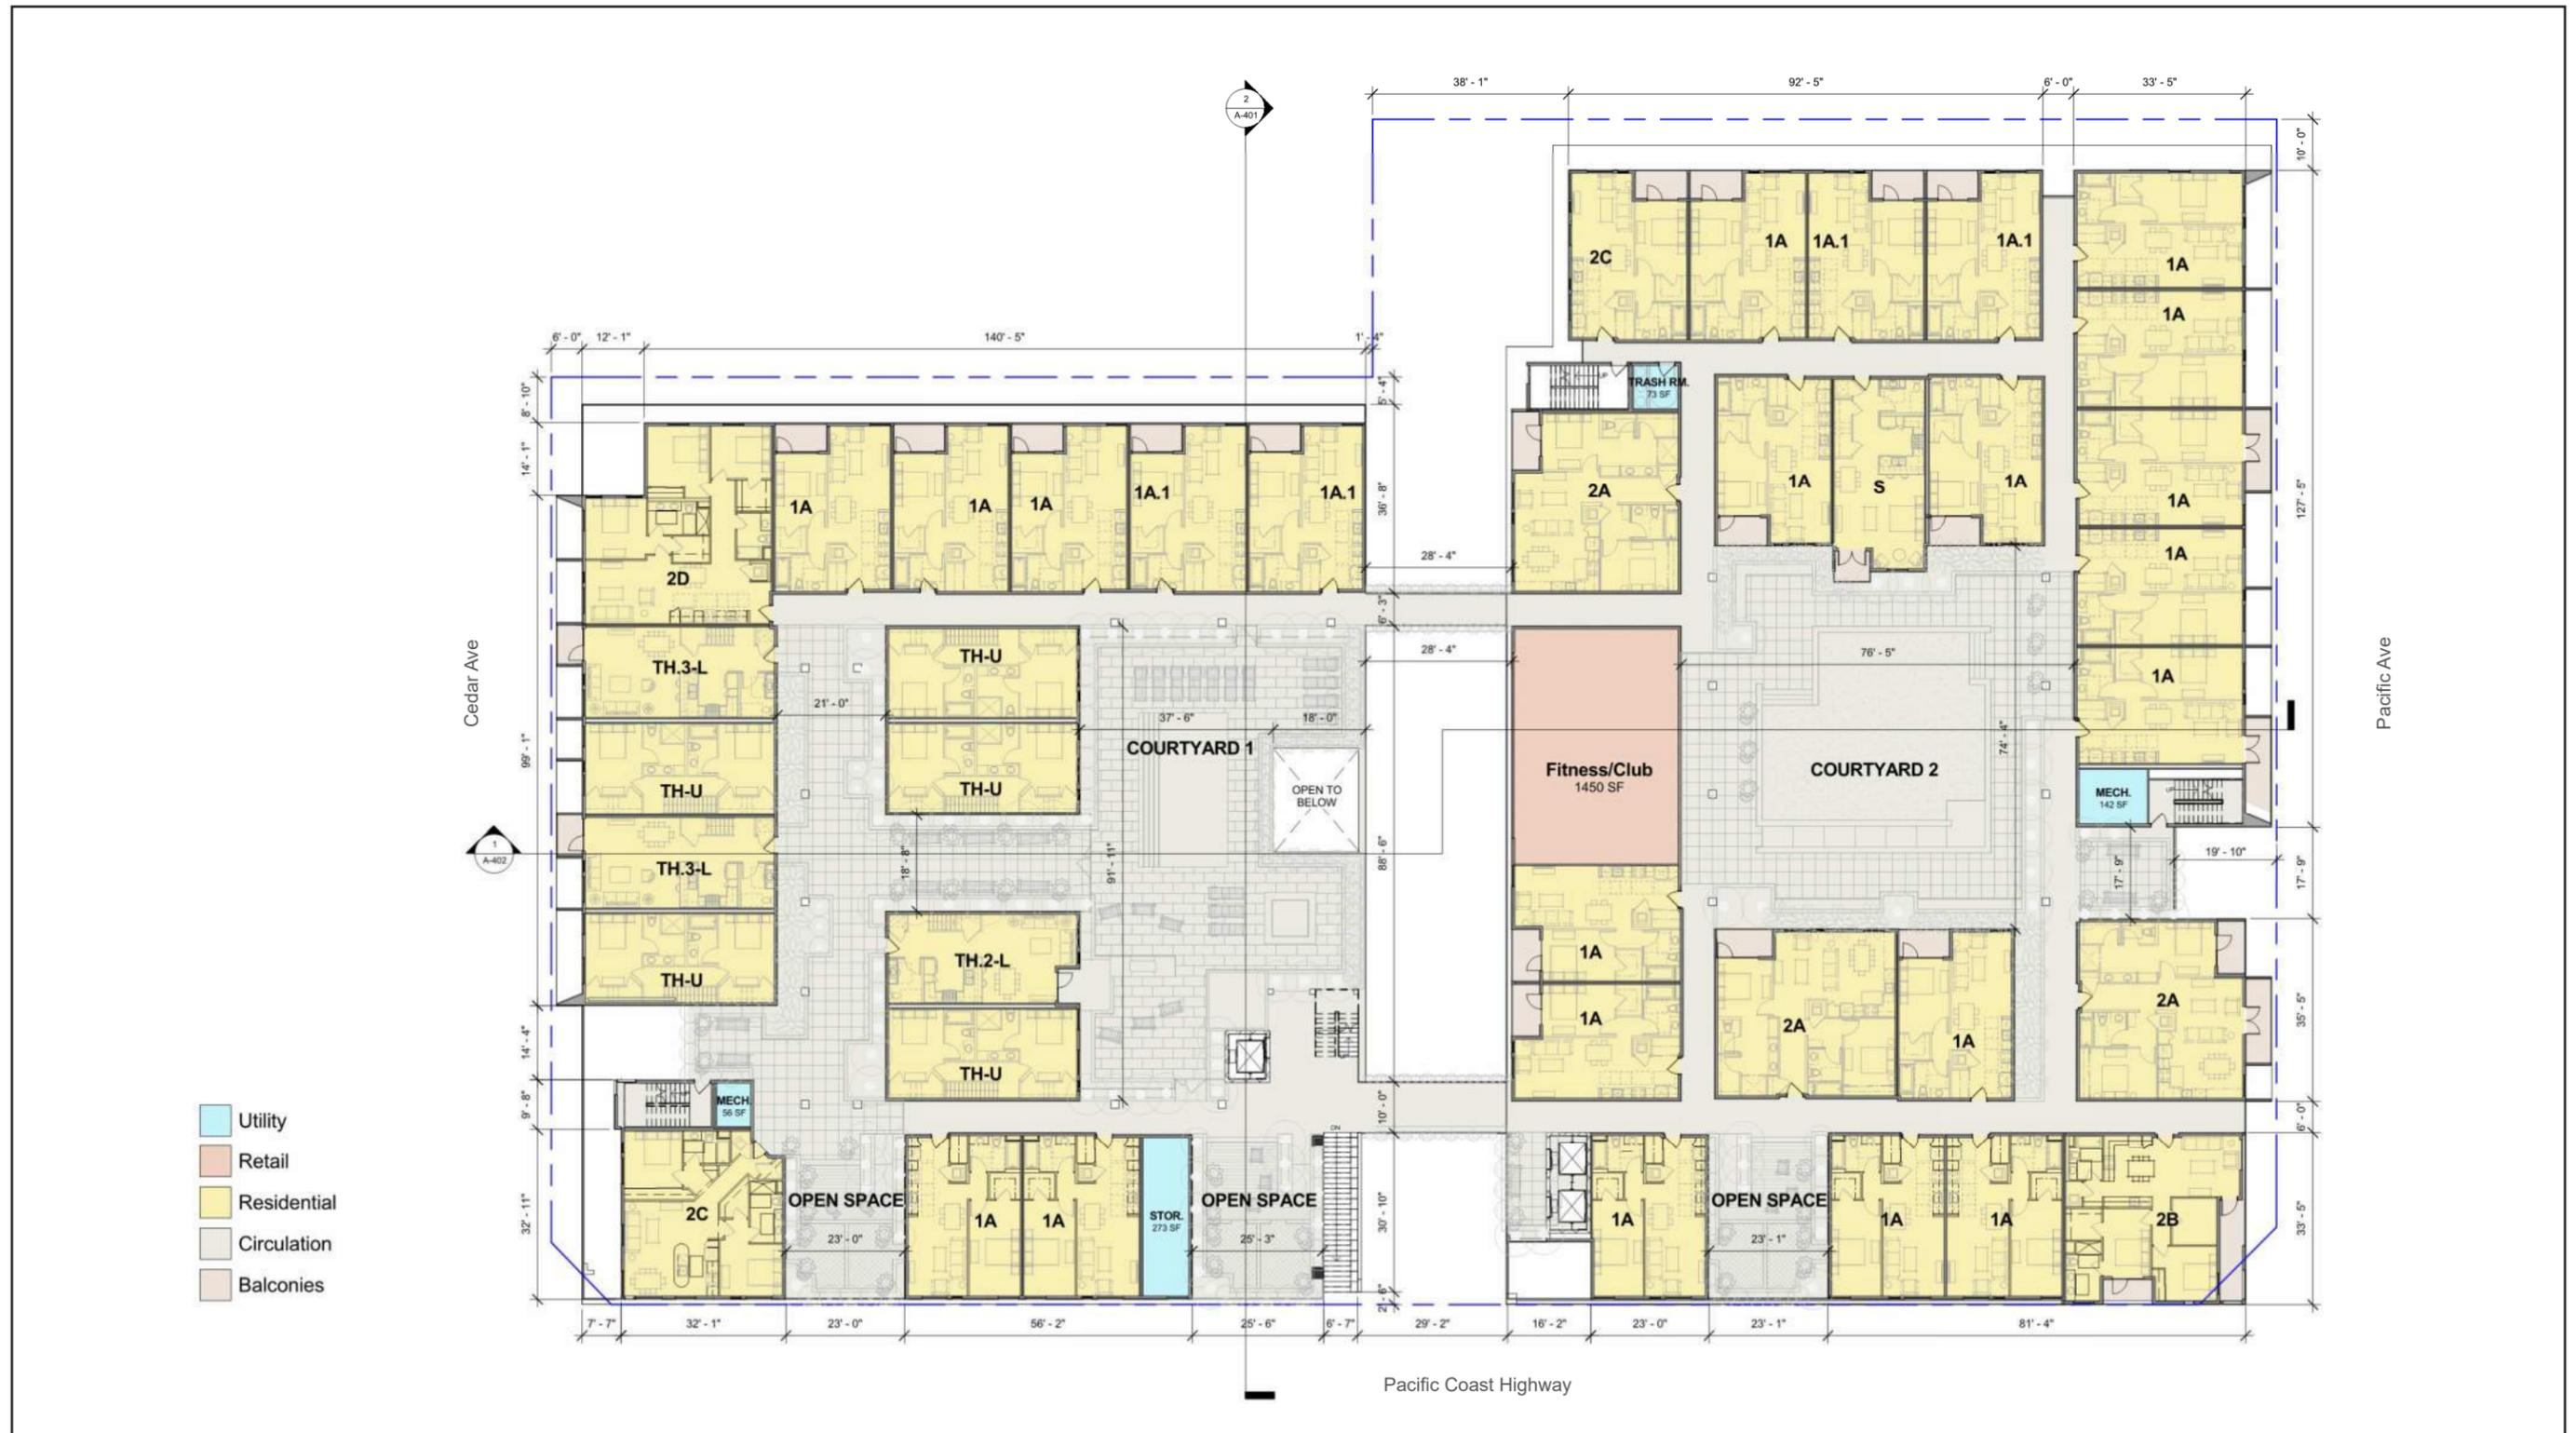 38' - 1"
92' - 5"
6' - 0"
33' - 5"
2
A-401
10' - 0"
2C
1A
1A.1
1A.1
1A
1A
6' - 0"
12' - 1"
140' - 5"
1' - 4"
8' - 10"
5' - 4"
UP
TRASH RM.
73 SF
14' - 1"
1A
1A
1A
1A.1
1A.1
36' - 8"
2A
1A
S
1A
1A
127' - 5"
28' - 4"
1A
2D
6' - 3"
TH.3-L
TH-U
28' - 4"
76' - 5"
1A
Cedar Ave
Pacific Ave
21' - 0"
37' - 6"
18' - 0"
74' - 4"
99' - 1"
COURTYARD 1
Fitness/Club
1450 SF
COURTYARD 2
TH-U
TH-U
OPEN TO
BELOW
MECH.
142 SF
1
A-402
18' - 8"
91' - 11"
88' - 6"
17' - 9"
19' - 10"
17' - 9"
TH.3-L
TH.2-L
1A
TH-U
1A
2A
1A
2A
35' - 5"
14' - 4"
TH-U
9' - 8"
MECH.
56 SF
10' - 0"
6' - 0"
DN
Utility
Retail
Residential
Circulation
Balconies
32' - 11"
2C
OPEN SPACE
1A
1A
STOR.
273 SF
OPEN SPACE
30' - 10"
1A
OPEN SPACE
1A
1A
2B
33' - 5"
23' - 0"
25' - 3"
23' - 1"
2' - 6"
7' - 7"
32' - 1"
23' - 0"
56' - 2"
25' - 6"
6' - 7"
29' - 2"
16' - 2"
23' - 0"
23' - 1"
81' - 4"
Pacific Coast Highway